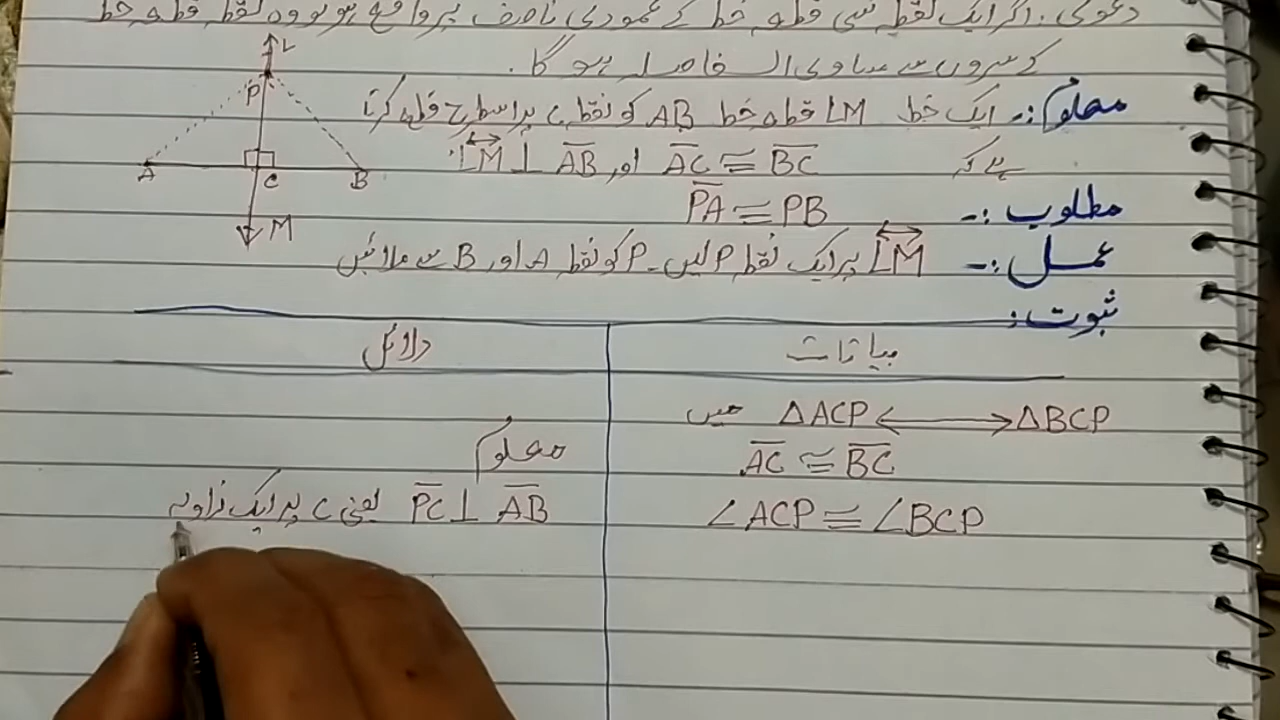 دعویٰ: اگر ایک نقطہ کسی قطعہ خط کے عمودی ناصف پر واقع ہو تو وہ نقطہ قطعہ خط
کے سروں سے مساوی الفاصلہ ہو گا۔
معلوم:۔ ایک خط LM قطعہ خط AB کو نقطہ C پر اس طرح قطع کرتا
ہے کہ LM ⊥ AB اور AC ≅ BC
مطلوب:۔ PA ≅ PB
عمل:۔ LM پر ایک نقطہ P لیں۔ P کو نقطہ A اور B سے ملائیں
ثبوت:
بیانات دلائل
ΔACP ⟷ ΔBCP میں
AC ≅ BC معلوم
∠ACP ≅ ∠BCP PC ⊥ AB یعنی C پر ایک زاویہ
L
P
A C B
M